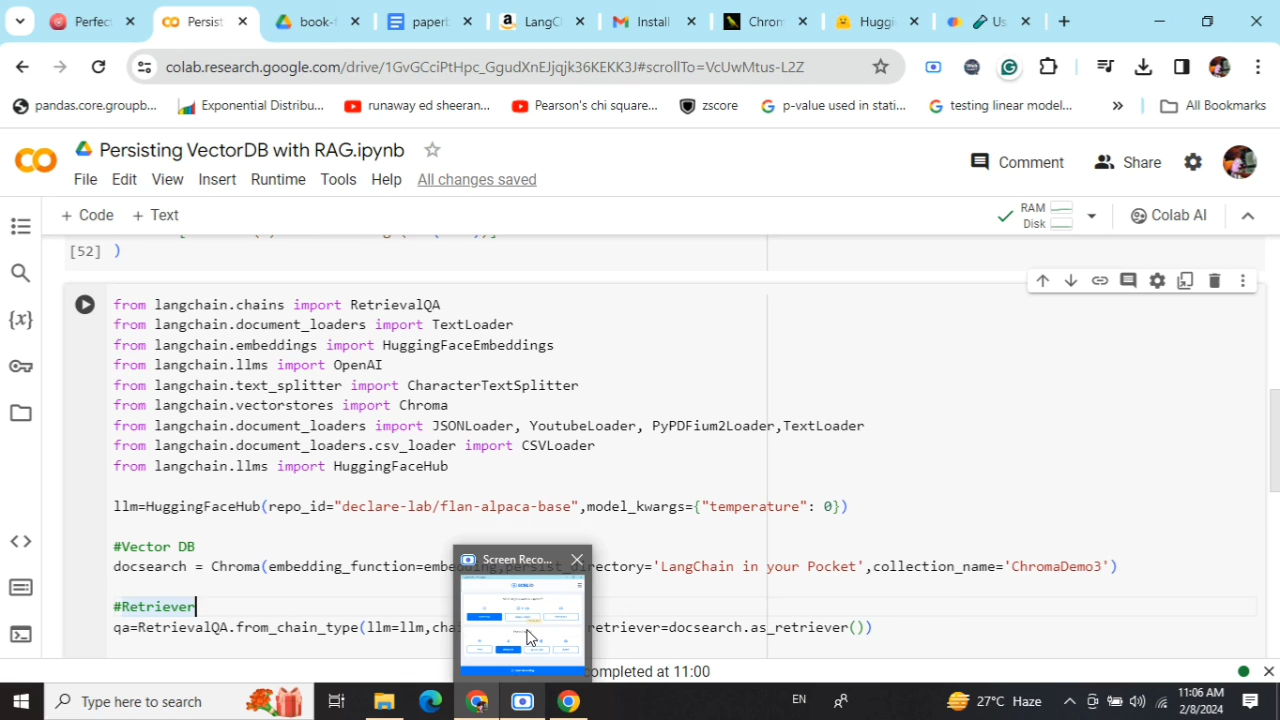 Perfect
Persist
book-
paper
LangC
Install
Chrom
Huggi
Us
colab.research.google.com/drive/1GvGCciPtHpc_GgudXnEJjqjk36KEKK3J#scrollTo=VcUwMtus-L2Z
pandas.core.groupb...
Exponential Distribu...
runaway ed sheeran...
Pearson's chi square...
zscore
p-value used in stati...
testing linear model...
All Bookmarks
Persisting VectorDB with RAG.ipynb
Comment
Share
File Edit View Insert Runtime Tools Help All changes saved
+ Code + Text
RAM
Disk
Colab AI
[52] )
from langchain.chains import RetrievalQA
from langchain.document_loaders import TextLoader
from langchain.embeddings import HuggingFaceEmbeddings
from langchain.llms import OpenAI
from langchain.text_splitter import CharacterTextSplitter
from langchain.vectorstores import Chroma
from langchain.document_loaders import JSONLoader, YoutubeLoader, PyPDFium2Loader,TextLoader
from langchain.document_loaders.csv_loader import CSVLoader
from langchain.llms import HuggingFaceHub
llm=HuggingFaceHub(repo_id="declare-lab/flan-alpaca-base",model_kwargs={"temperature": 0})
#Vector DB
docsearch = Chroma(embedding_function=embedding,persist_directory='LangChain in your Pocket',collection_name='ChromaDemo3')
#Retriever
qa=RetrievalQA.from_chain_type(llm=llm,chai retriever=docsearch.as_retriever())
Screen Reco...
completed at 11:00
Type here to search
EN
27°C Haze
11:06 AM
2/8/2024